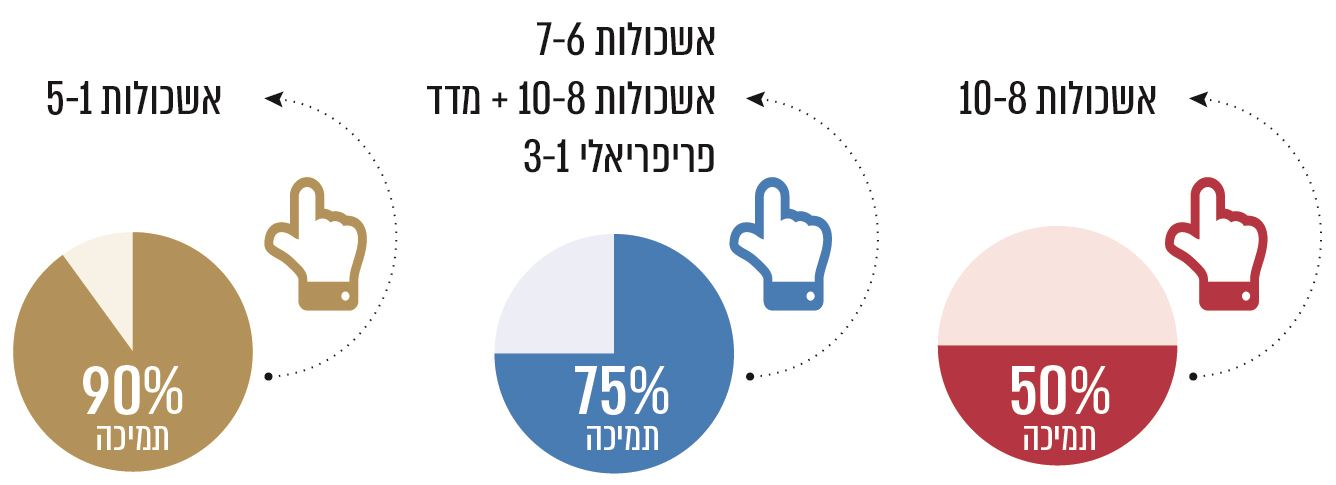 אשכולות 10-8
50%
תמיכה
אשכולות 7-6
אשכולות 10-8 + מדד
פריפריאלי 3-1
75%
תמיכה
אשכולות 5-1
90%
תמיכה